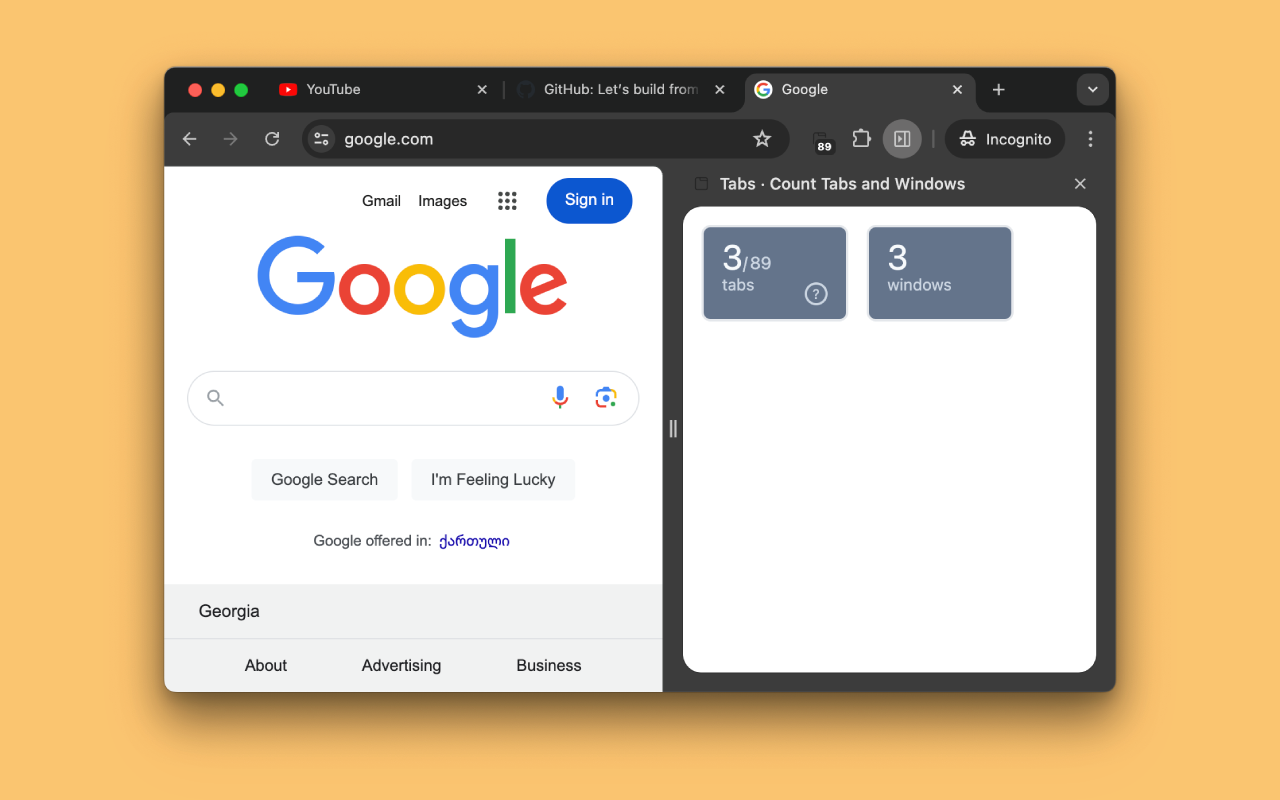 YouTube
GitHub: Let's build from
Google
google.com
89
Incognito
Gmail Images
Sign in
Google
Google Search
I'm Feeling Lucky
Google offered in: ქართული
Georgia
About Advertising Business
Tabs · Count Tabs and Windows
3/89
tabs
?
3
windows